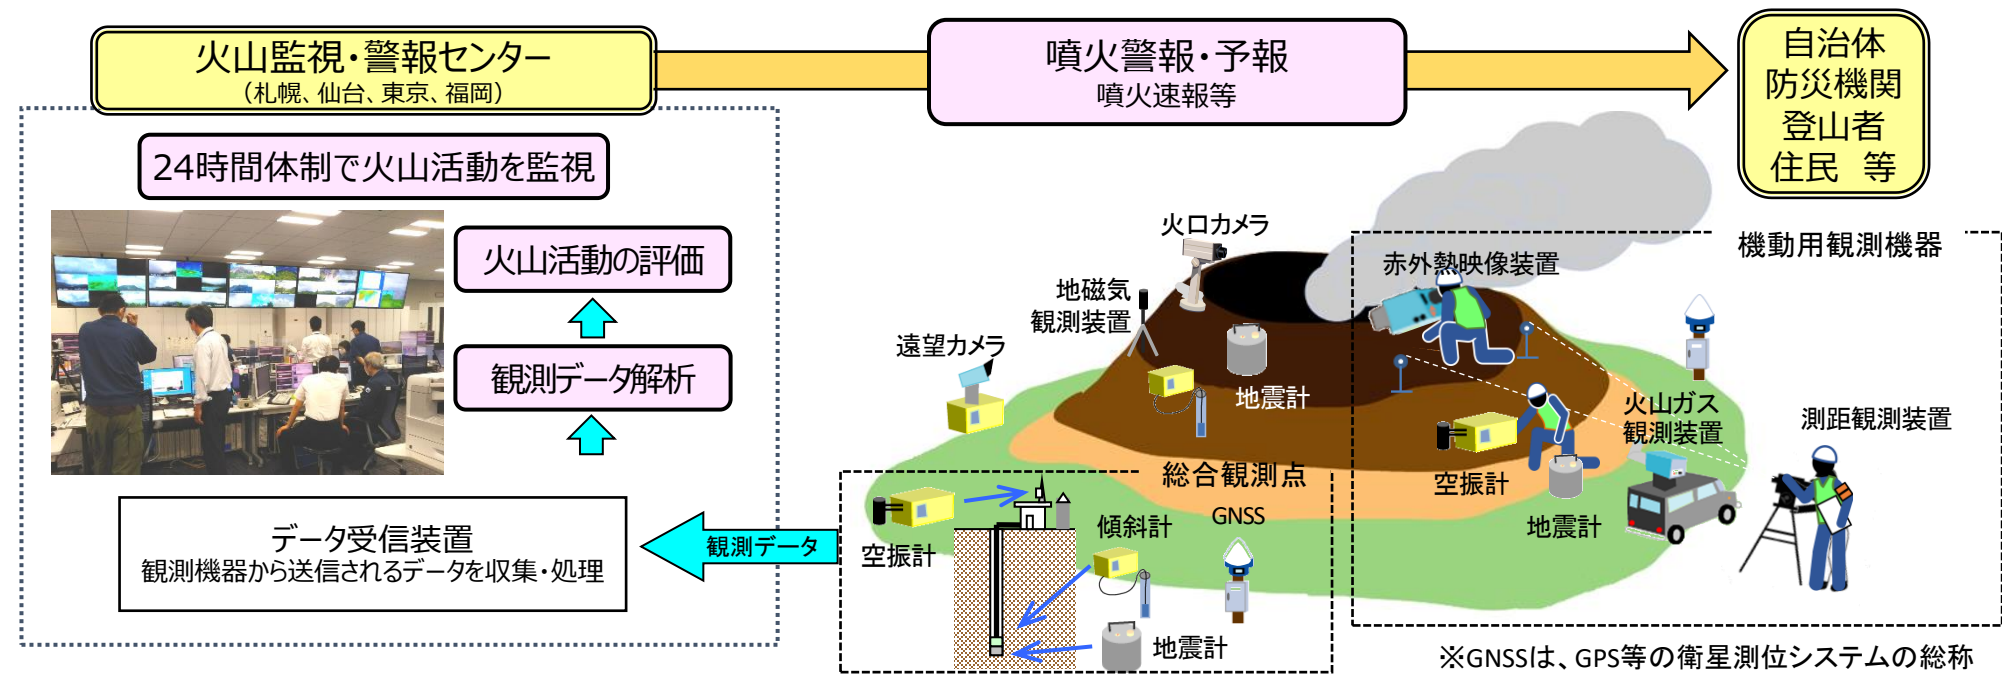 火山監視・警報センター
（札幌、仙台、東京、福岡）
噴火警報・予報
噴火速報等
自治体
防災機関
登山者
住民　等
24時間体制で火山活動を監視
火山活動の評価
観測データ解析
データ受信装置
観測機器から送信されるデータを収集・処理
観測データ
火口カメラ
地磁気
観測装置
遠望カメラ
地震計
総合観測点
空振計
傾斜計
GNSS
地震計
機動用観測機器
赤外熱映像装置
火山ガス
観測装置
測距観測装置
空振計
地震計
※GNSSは、GPS等の衛星測位システムの総称